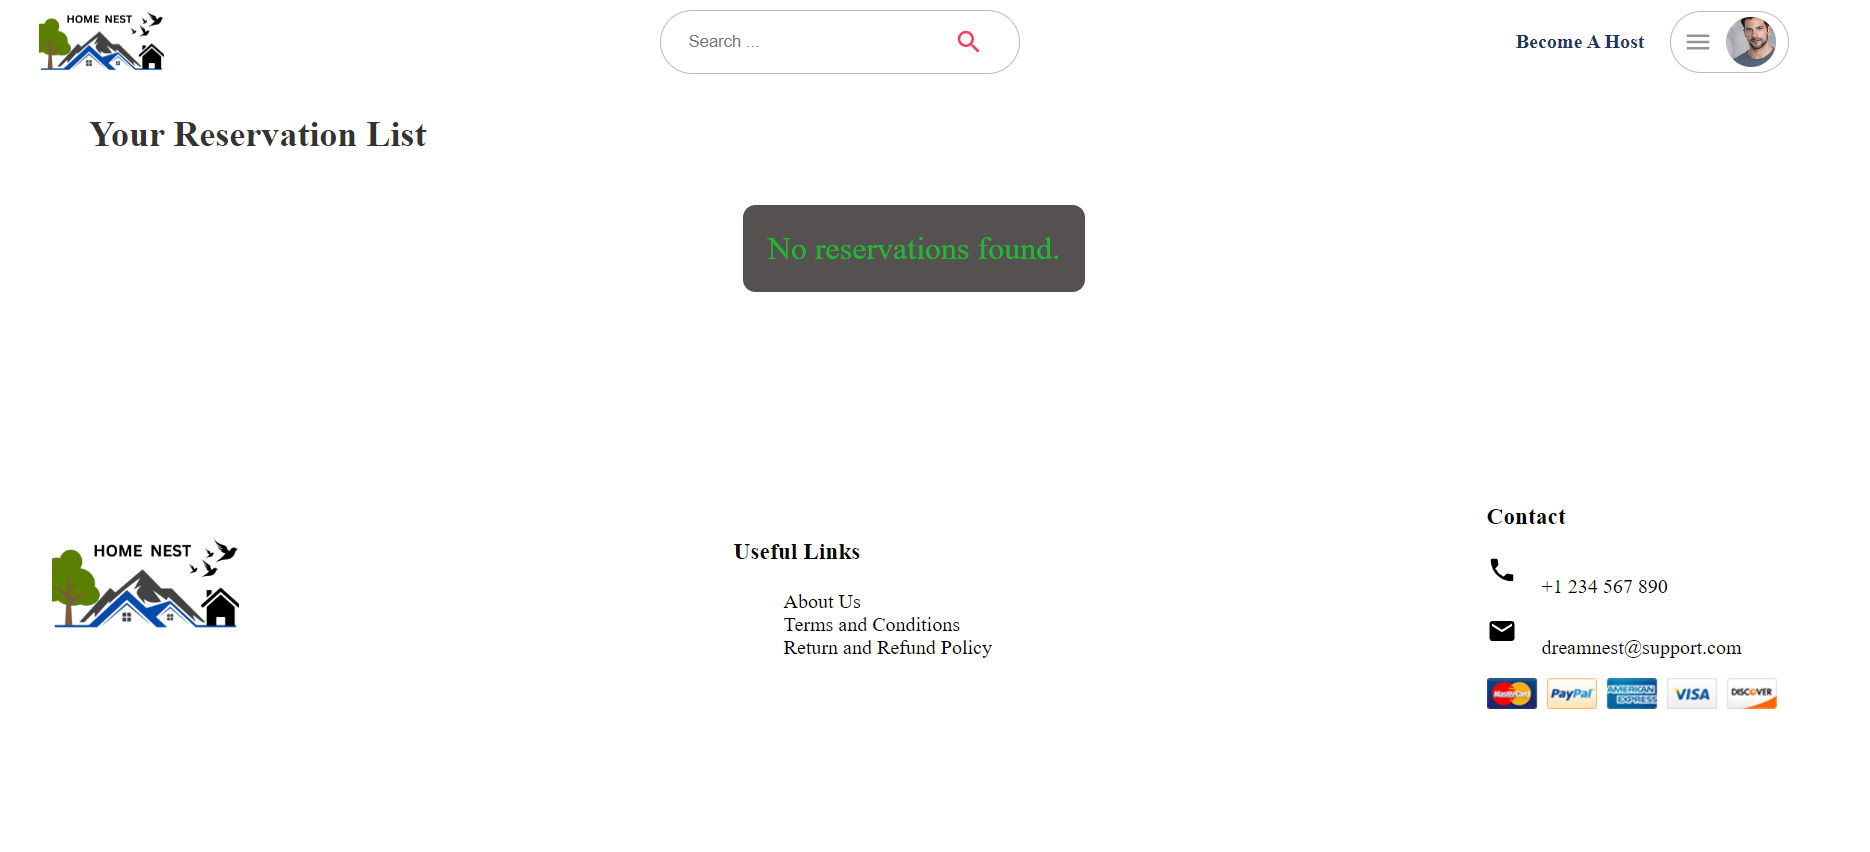 HOME NEST
Search ...
Become A Host
Your Reservation List
No reservations found.
HOME NEST
Useful Links
About Us
Terms and Conditions
Return and Refund Policy
Contact
+1 234 567 890
dreamnest@support.com
MasterCard PayPal AMERICAN EXPRESS VISA DISCOVER